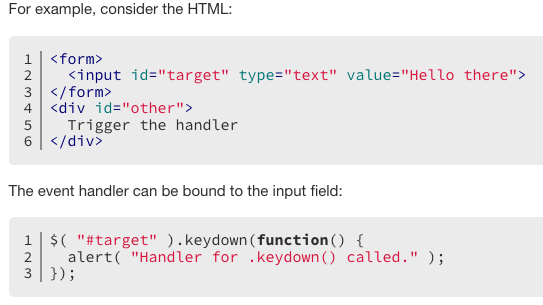 For example, consider the HTML:
1 <form>
2   <input id="target" type="text" value="Hello there">
3 </form>
4 <div id="other">
5   Trigger the handler
6 </div>
The event handler can be bound to the input field:
1 $( "#target" ).keydown(function() {
2   alert( "Handler for .keydown() called." );
3 });